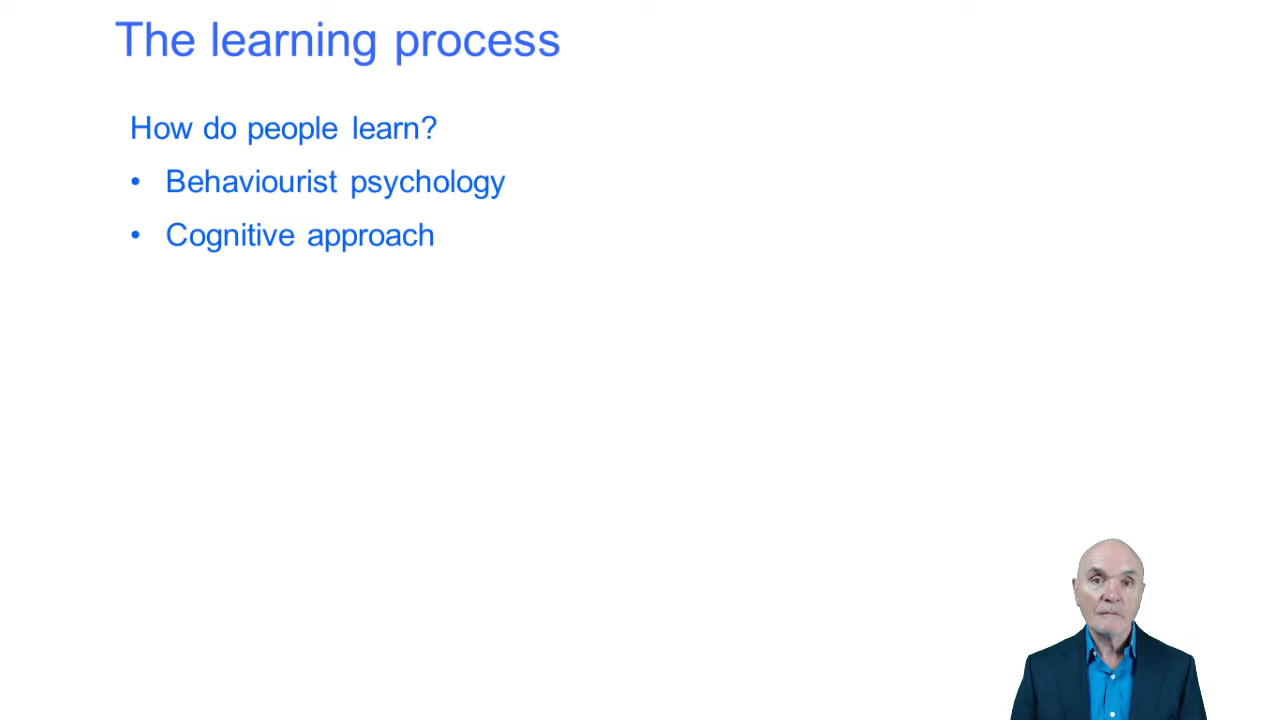 The learning process
How do people learn?
• Behaviourist psychology
• Cognitive approach